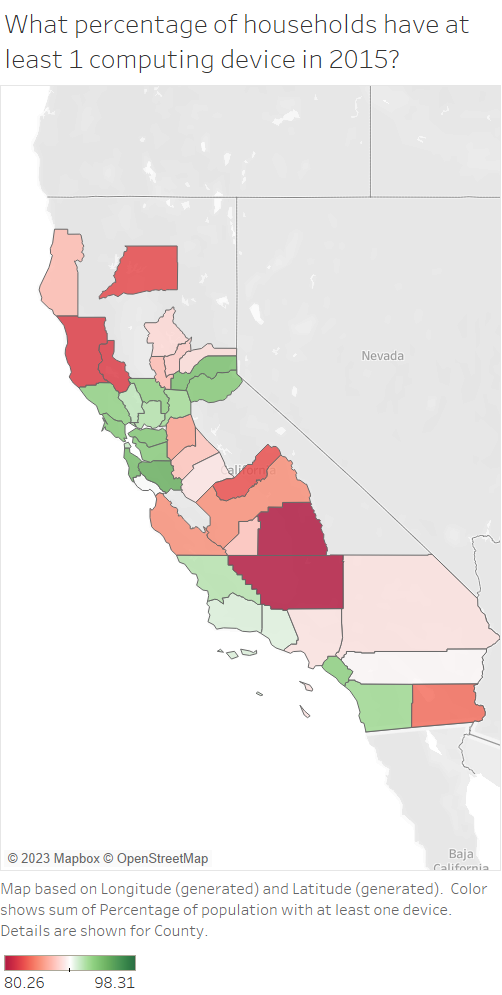 What percentage of households have at
least 1 computing device in 2015?
Nevada
California
© 2023 Mapbox © OpenStreetMap
Baja
California
Map based on Longitude (generated) and Latitude (generated).  Color
shows sum of Percentage of population with at least one device.
Details are shown for County.
80.26 98.31